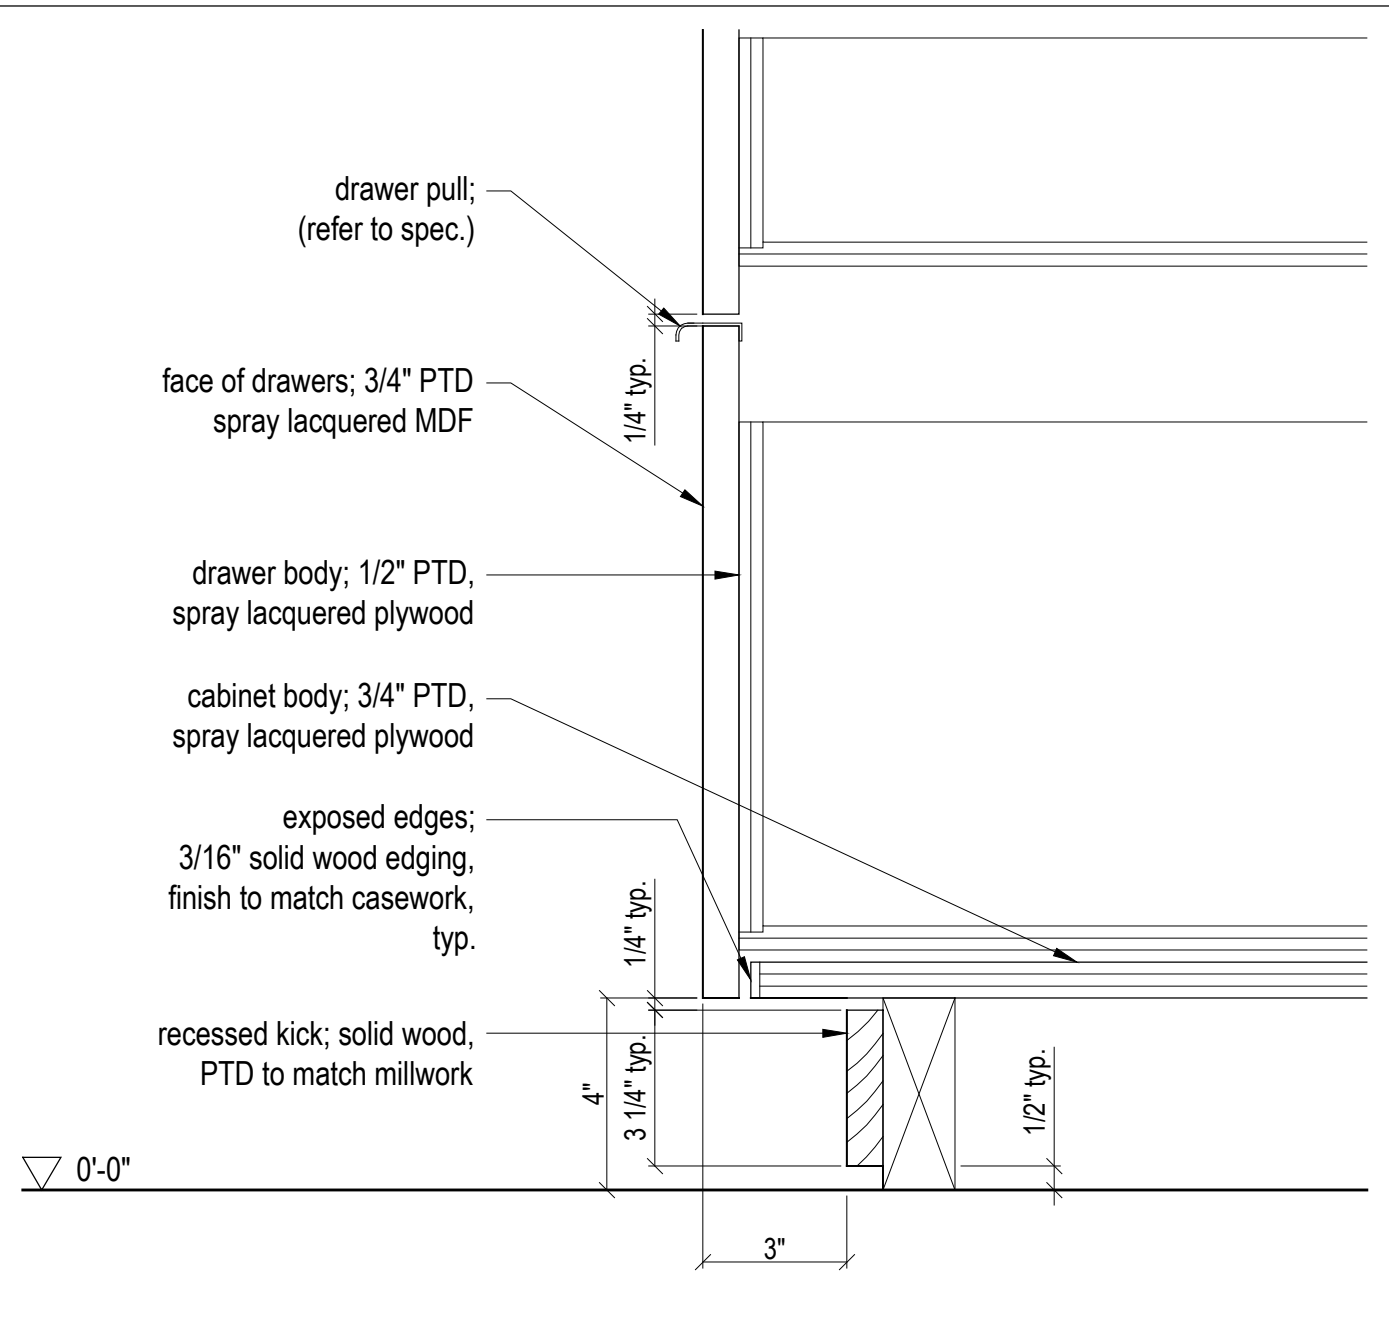 drawer pull;
(refer to spec.)
1/4" typ.
face of drawers; 3/4" PTD
spray lacquered MDF
drawer body; 1/2" PTD,
spray lacquered plywood
cabinet body; 3/4" PTD,
spray lacquered plywood
exposed edges;
3/16" solid wood edging,
finish to match casework,
typ.
1/4" typ.
recessed kick; solid wood,
PTD to match millwork
4"
3 1/4" typ.
1/2" typ.
0'-0"
3"